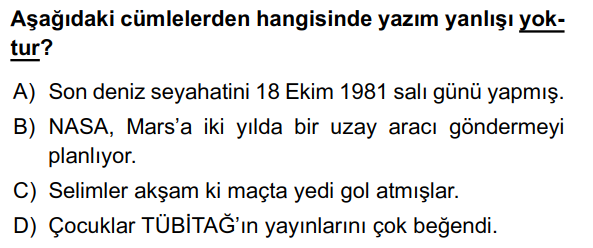 Aşağıdaki cümlelerden hangisinde yazım yanlışı yok-
tur?
A) Son deniz seyahatini 18 Ekim 1981 salı günü yapmış.
B) NASA, Mars’a iki yılda bir uzay aracı göndermeyi
planlıyor.
C) Selimler akşam ki maçta yedi gol atmışlar.
D) Çocuklar TÜBİTAĞ’ın yayınlarını çok beğendi.